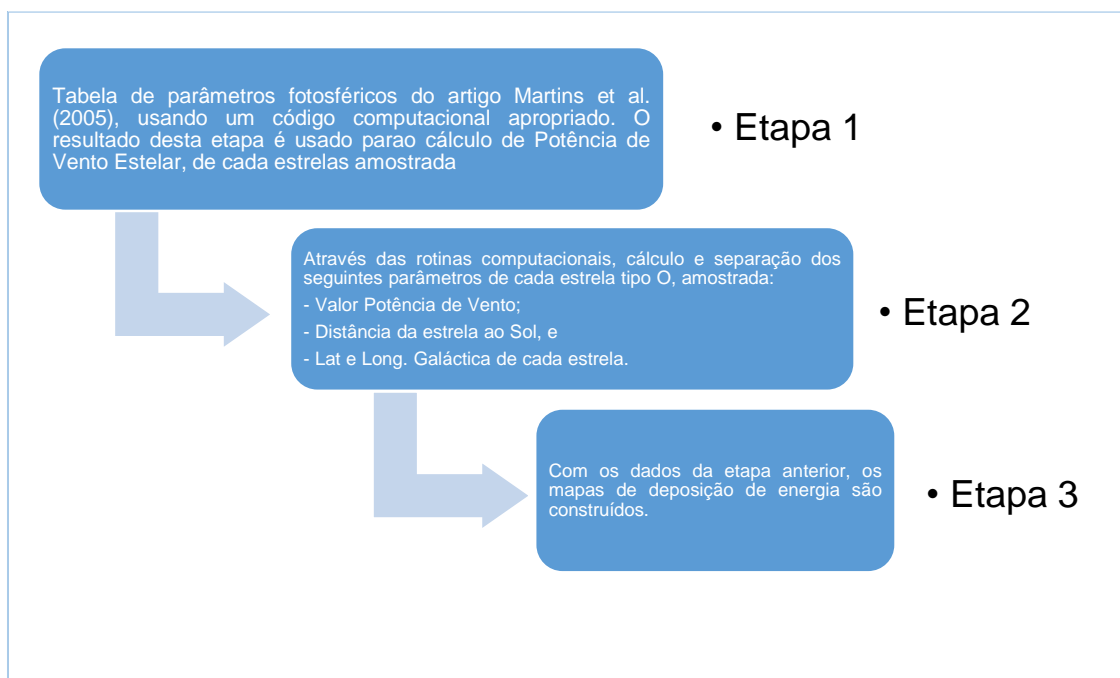 Tabela de parâmetros fotosféricos do artigo Martins et al.
(2005), usando um código computacional apropriado. O
resultado desta etapa é usado parao cálculo de Potência de
Vento Estelar, de cada estrelas amostrada
• Etapa 1
Através das rotinas computacionais, cálculo e separação dos
seguintes parâmetros de cada estrela tipo O, amostrada:
- Valor Potência de Vento;
- Distância da estrela ao Sol, e
- Lat e Long. Galáctica de cada estrela.
• Etapa 2
Com os dados da etapa anterior, os
mapas de deposição de energia são
construídos.
• Etapa 3